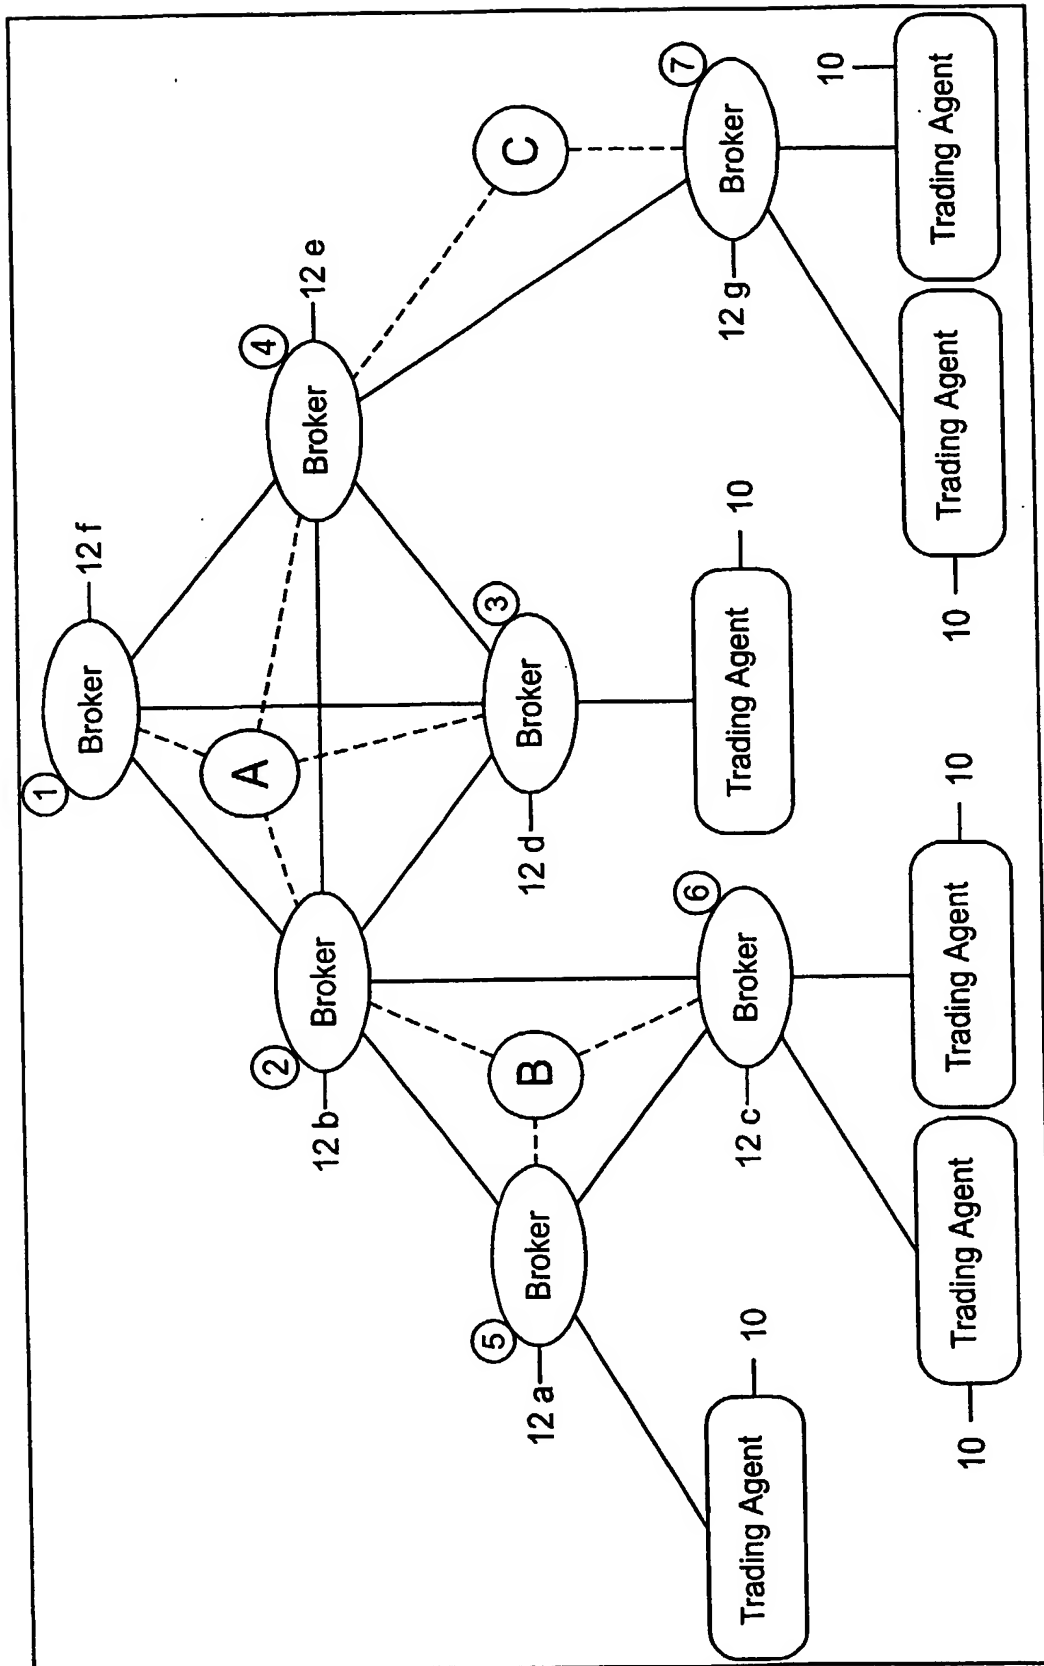 1
Broker
12 f
A
4
2
Broker
12 e
12 b
Broker
3
C
5
B
12 d
Broker
12 a
Broker
7
6
12 g
Broker
12 c
Broker
Trading Agent
10
Trading Agent
10
10
Trading Agent
Trading Agent
10
10
Trading Agent
Trading Agent
10